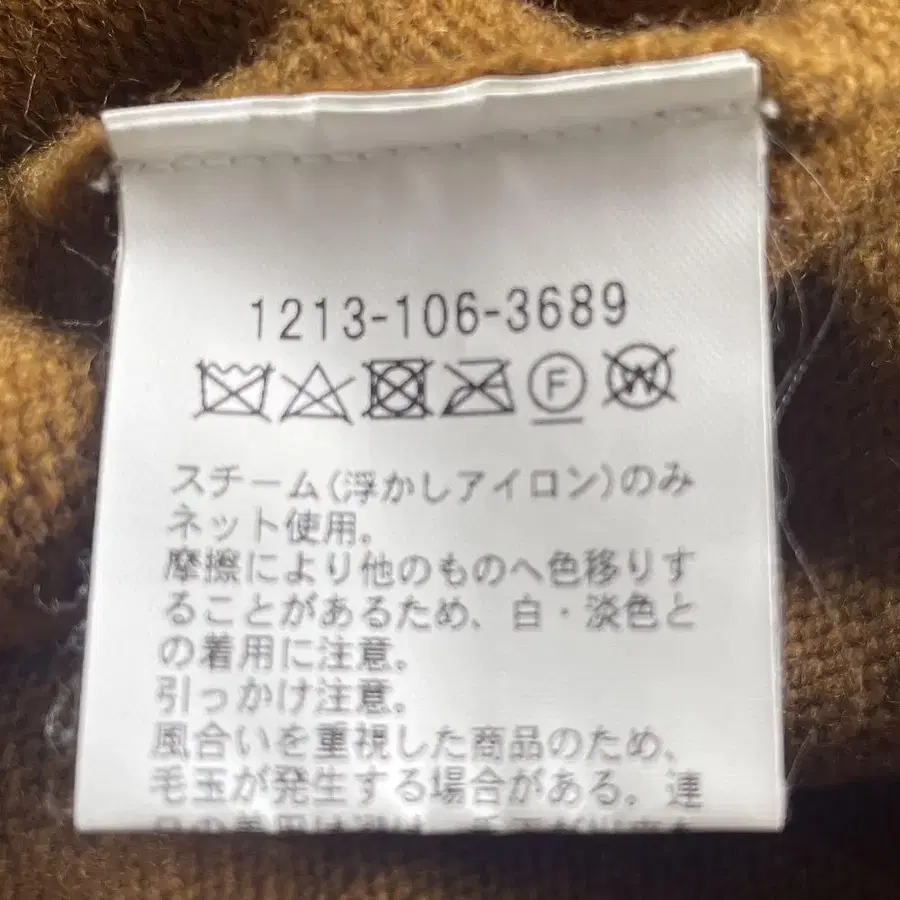 1213-106-3689
F
W
スチーム(浮かしアイロン)のみ
ネット使用。
摩擦により他のものへ色移りす
ることがあるため、白・淡色と
の着用に注意。
引っかけ注意。
風合いを重視した商品のため、
毛玉が発生する場合がある。連